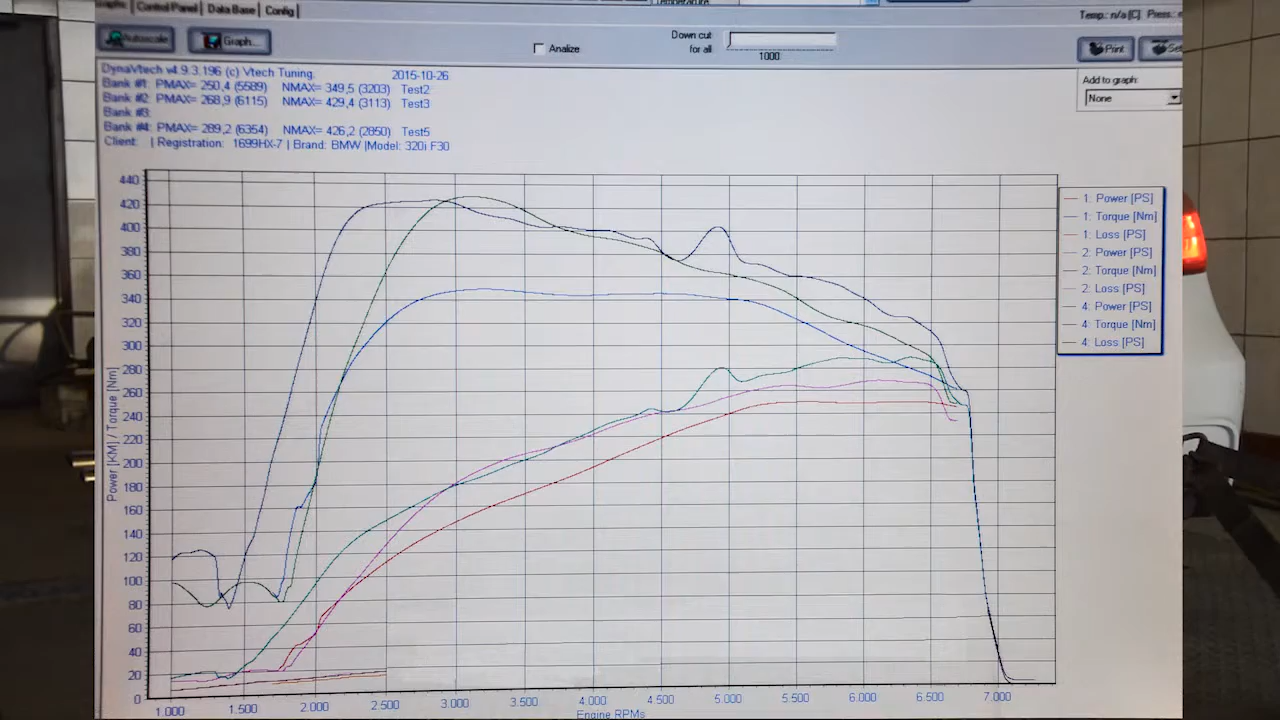 Temperature
Graphs Control Panel Data Base Config
Temp.: n/a [C] Press.:
Autoscale Graph... Analize Down cut for all 1000 Print
DynaVtech v4.9.3.196 (c) Vtech Tuning. 2015-10-26
Bank #1: PMAX= 250,4 (5589) NMAX= 349,5 (3203) Test2
Bank #2: PMAX= 268,9 (6115) NMAX= 429,4 (3113) Test3
Bank #3:
Bank #4: PMAX= 289,2 (6354) NMAX= 426,2 (2850) Test5
Client: | Registration: 1699HX-7 | Brand: BMW |Model: 320i F30
Add to graph:
None
1: Power [PS]
1: Torque [Nm]
1: Loss [PS]
2: Power [PS]
2: Torque [Nm]
2: Loss [PS]
4: Power [PS]
4: Torque [Nm]
4: Loss [PS]
Power [KM] / Torque [Nm]
440
420
400
380
360
340
320
300
280
260
240
220
200
180
160
140
120
100
80
60
40
20
0
1.000 1.500 2.000 2.500 3.000 3.500 4.000 4.500 5.000 5.500 6.000 6.500 7.000
Engine RPMs